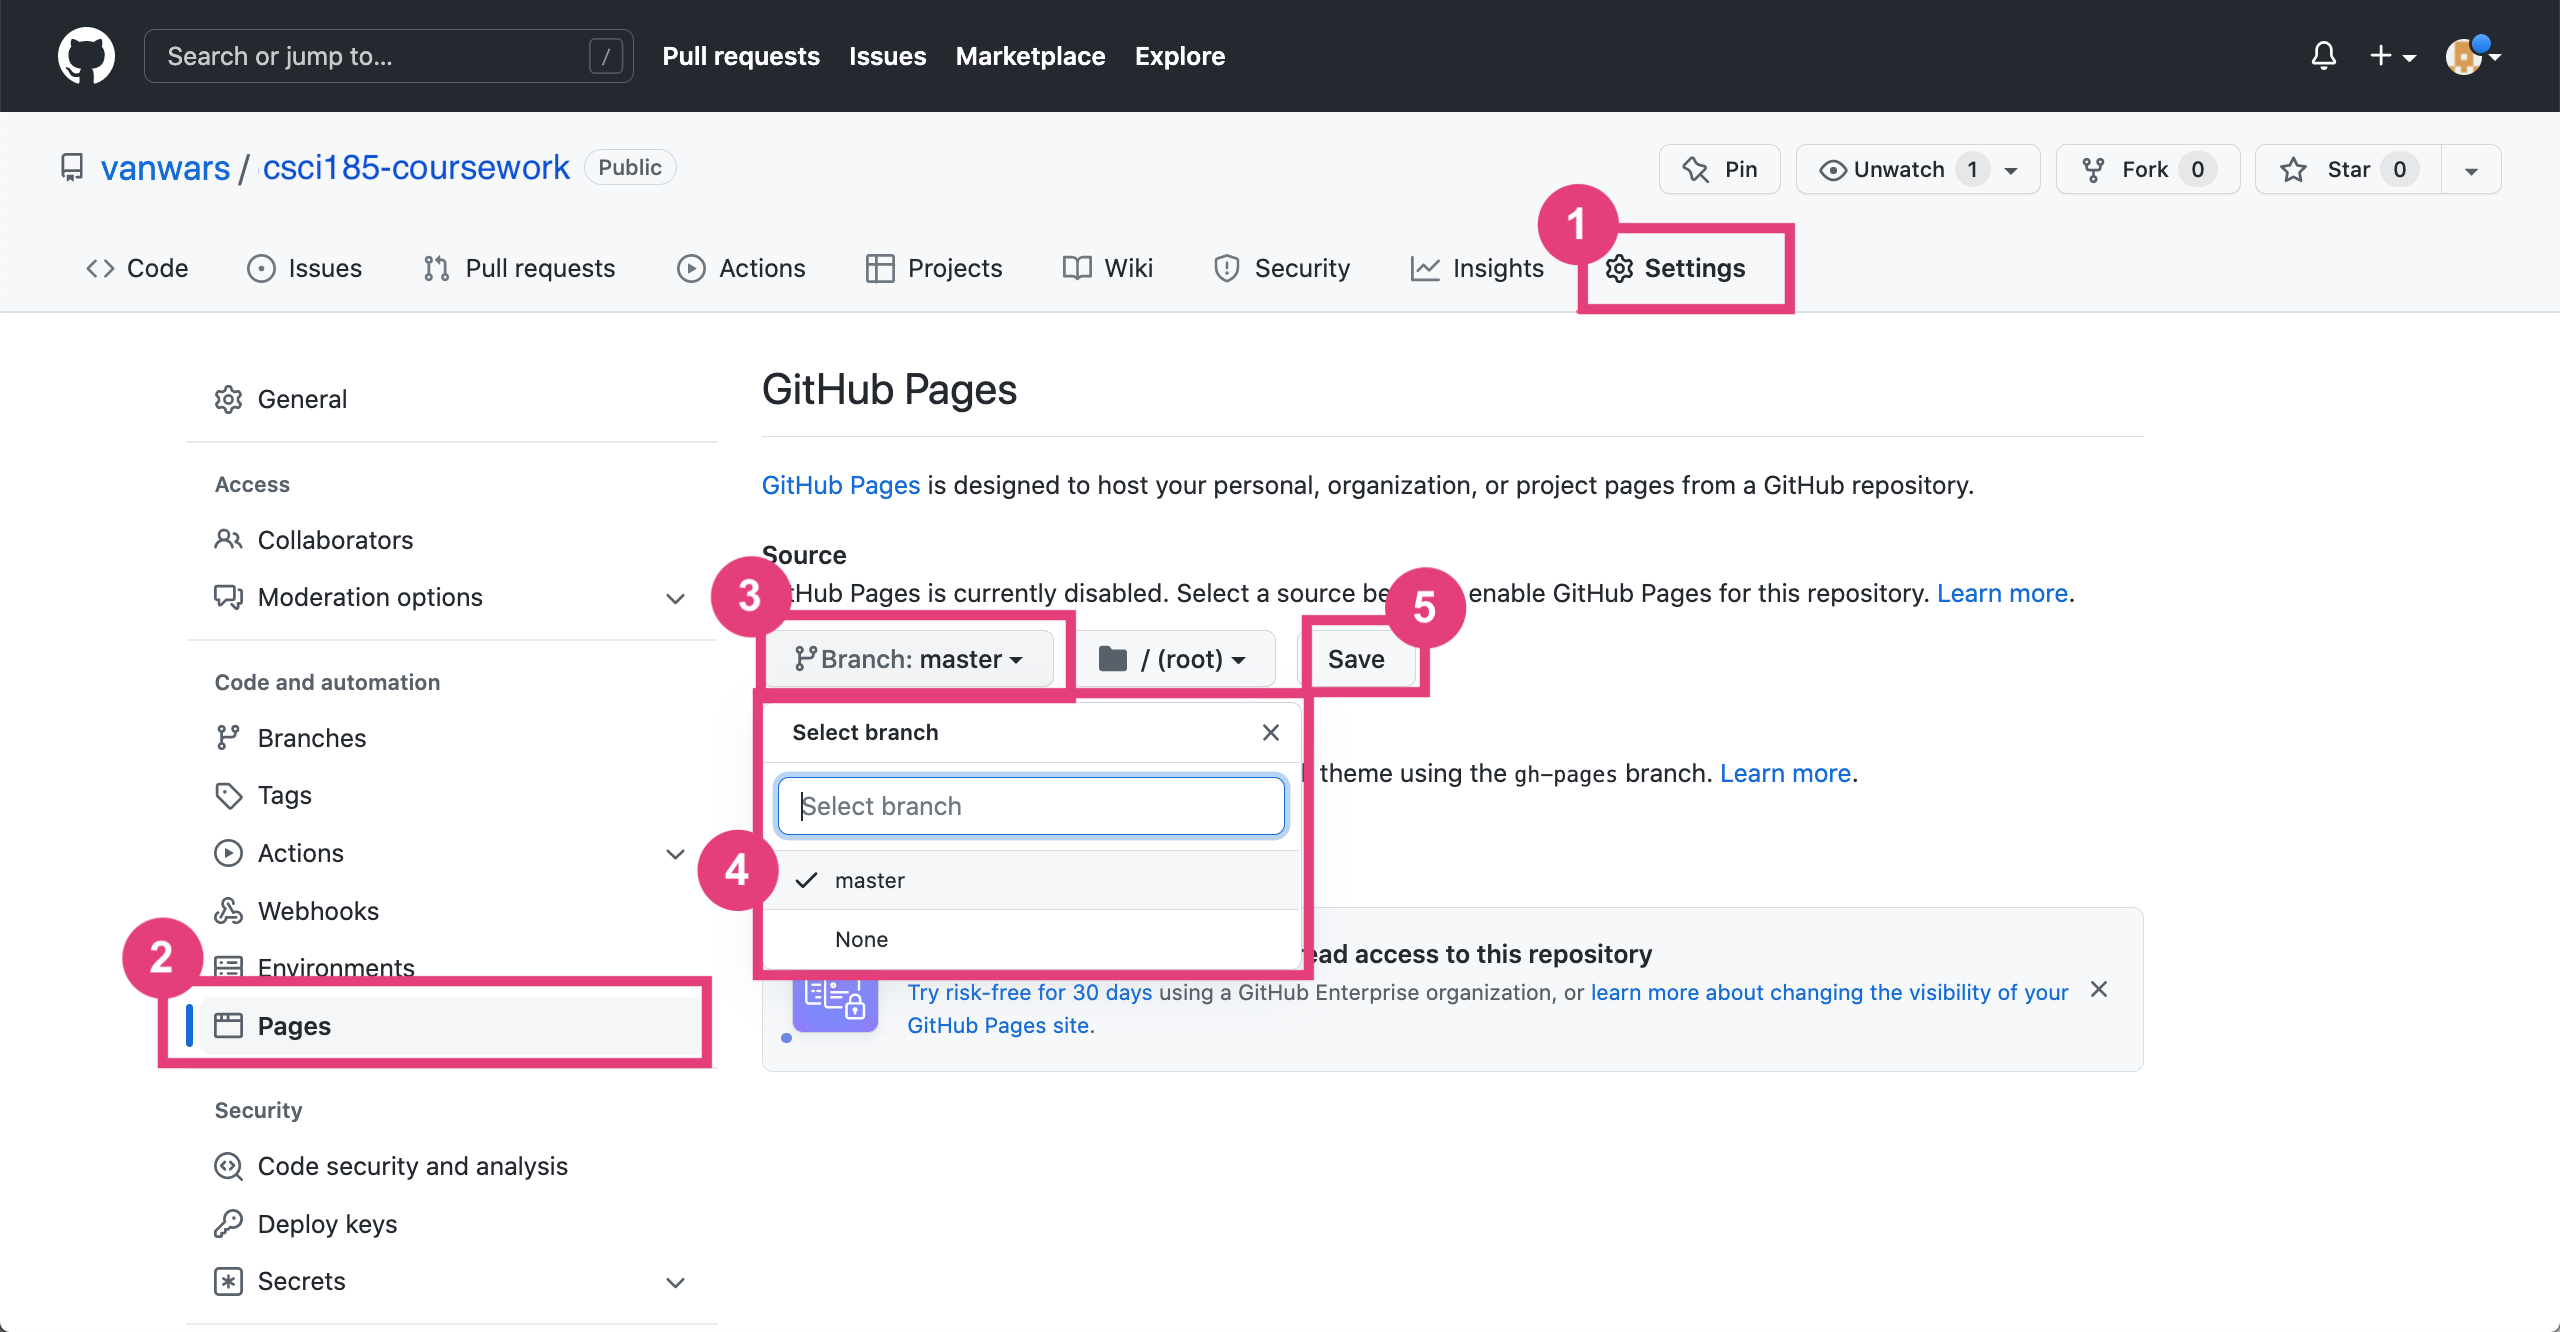 Search or jump to... /
Pull requests Issues Marketplace Explore
vanwars / csci185-coursework Public
Pin Unwatch 1 Fork 0 Star 0
1
Code Issues Pull requests Actions Projects Wiki Security Insights Settings
General
Access
Collaborators
Moderation options
Code and automation
Branches
Tags
Actions
Webhooks
2
Environments
Pages
Security
Code security and analysis
Deploy keys
Secrets
GitHub Pages
GitHub Pages is designed to host your personal, organization, or project pages from a GitHub repository.
Source
3
tHub Pages is currently disabled. Select a source be enable GitHub Pages for this repository. Learn more.
5
Branch: master / (root) Save
Select branch
theme using the gh-pages branch. Learn more.
Select branch
4
master
None
ead access to this repository
Try risk-free for 30 days using a GitHub Enterprise organization, or learn more about changing the visibility of your
GitHub Pages site.